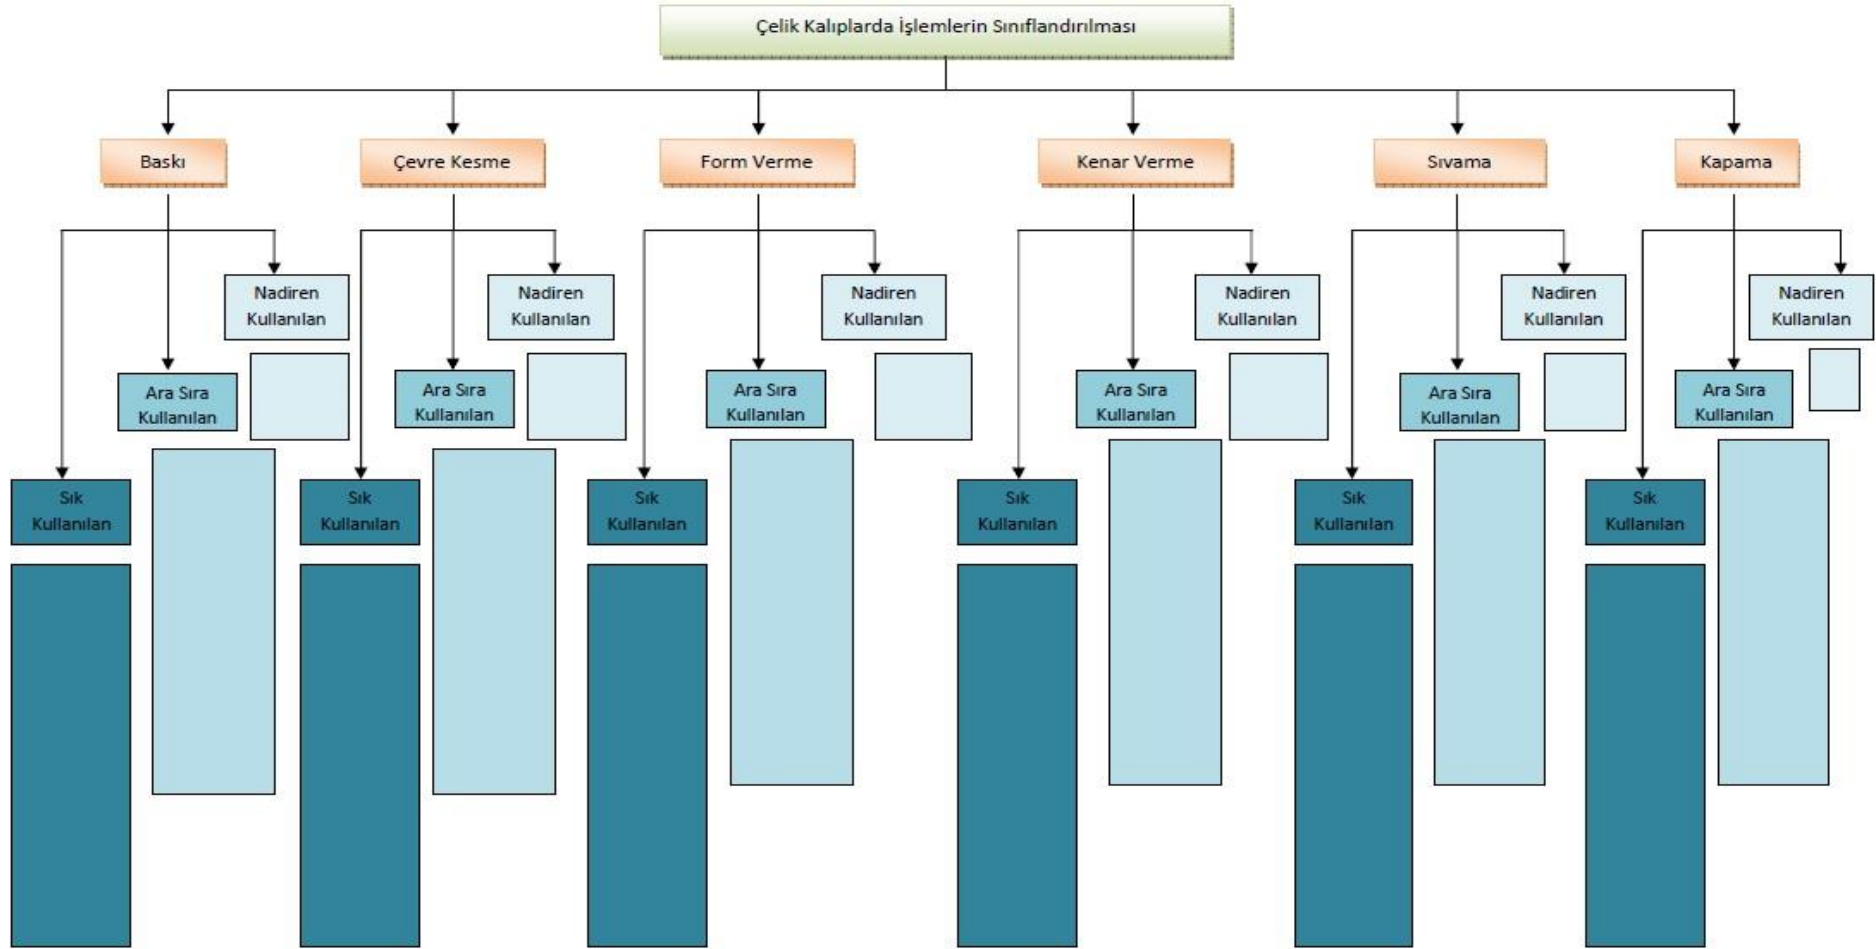 Çelik Kalıplarda İşlemlerin Sınıflandırılması
Baskı
Çevre Kesme
Form Verme
Kenar Verme
Sıvama
Kapama
Nadiren
Kullanılan
Nadiren
Kullanılan
Nadiren
Kullanılan
Nadiren
Kullanılan
Nadiren
Kullanılan
Nadiren
Kullanılan
Ara Sıra
Kullanılan
Ara Sıra
Kullanılan
Ara Sıra
Kullanılan
Ara Sıra
Kullanılan
Ara Sıra
Kullanılan
Ara Sıra
Kullanılan
Sık
Kullanılan
Sık
Kullanılan
Sık
Kullanılan
Sık
Kullanılan
Sık
Kullanılan
Sık
Kullanılan